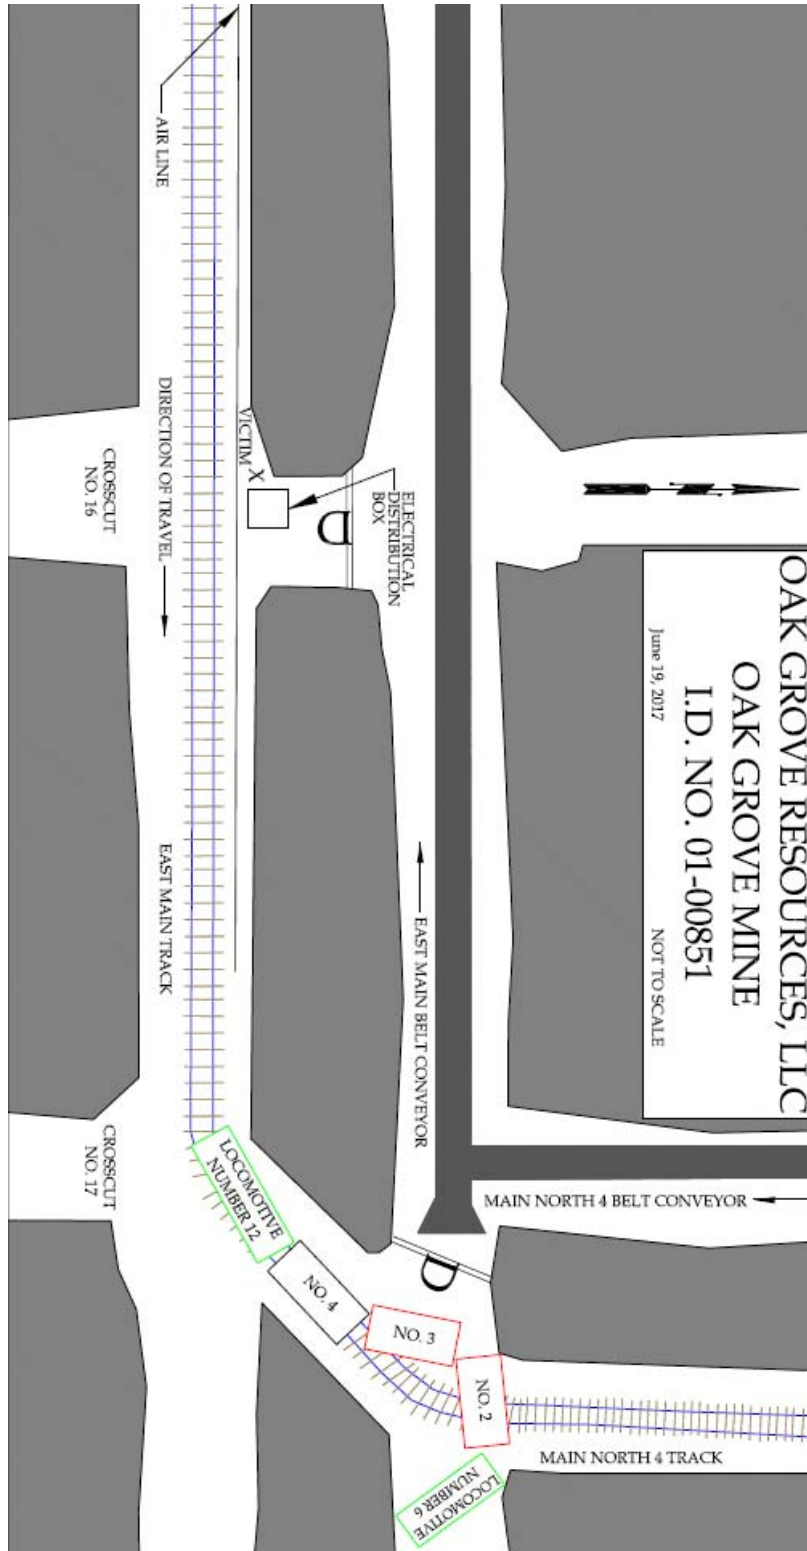 OAK GROVE RESOURCES, LLC
OAK GROVE MINE
I.D. NO. 01-00851
June 19, 2017
NOT TO SCALE
AIR LINE
DIRECTION OF TRAVEL
CROSSCUT
NO. 16
VICTIM X
ELECTRICAL
DISTRIBUTION
BOX
D
EAST MAIN TRACK
EAST MAIN BELT CONVEYOR
CROSSCUT
NO. 17
MAIN NORTH 4 BELT CONVEYOR
D
LOCOMOTIVE
NUMBER 12
NO. 4
NO. 3
NO. 2
MAIN NORTH 4 TRACK
LOCOMOTIVE
NUMBER 6